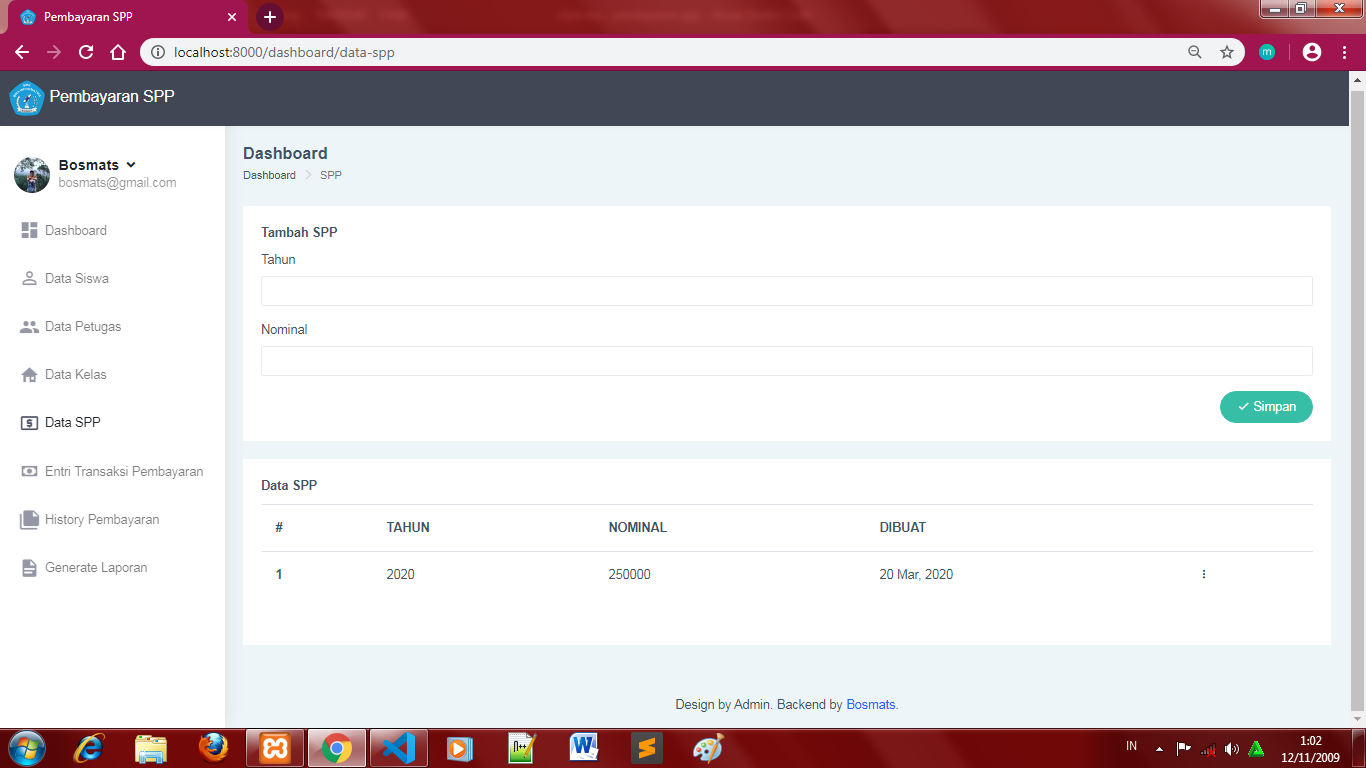 Pembayaran SPP
localhost:8000/dashboard/data-spp
m
Pembayaran SPP
Bosmats
bosmats@gmail.com
Dashboard
Data Siswa
Data Petugas
Data Kelas
Data SPP
Entri Transaksi Pembayaran
History Pembayaran
Generate Laporan
Dashboard
Dashboard > SPP
Tambah SPP
Tahun
Nominal
Simpan
Data SPP
# TAHUN NOMINAL DIBUAT
1 2020 250000 20 Mar, 2020
Design by Admin. Backend by Bosmats.
IN
1:02
12/11/2009